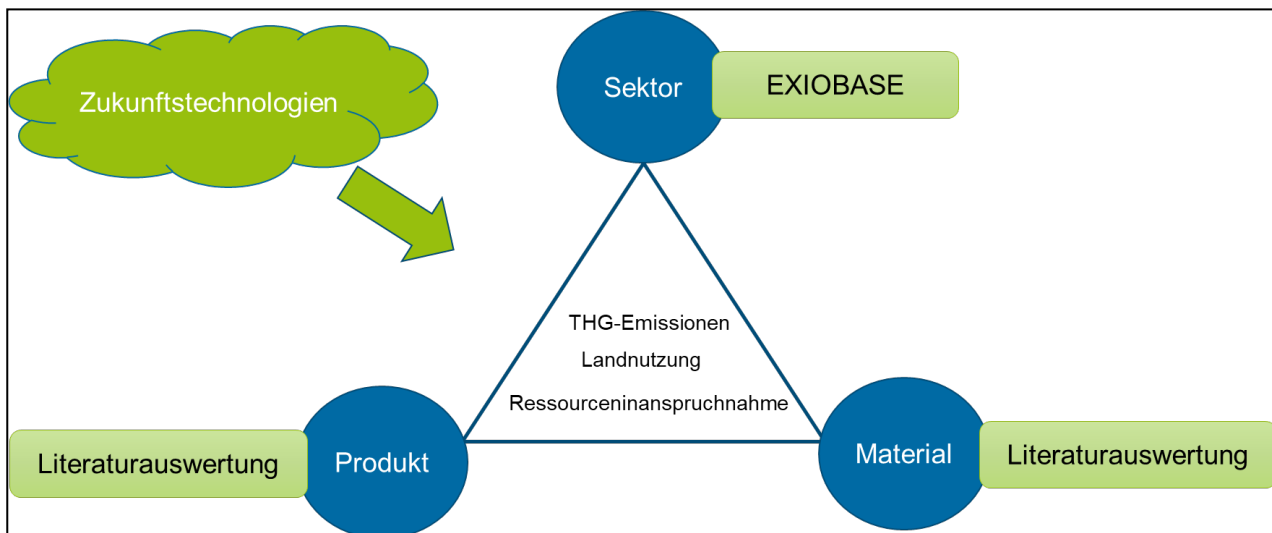 Zukunftstechnologien
Sektor
EXIOBASE
THG-Emissionen
Landnutzung
Ressourceninanspruchnahme
Literaturauswertung
Produkt
Material
Literaturauswertung